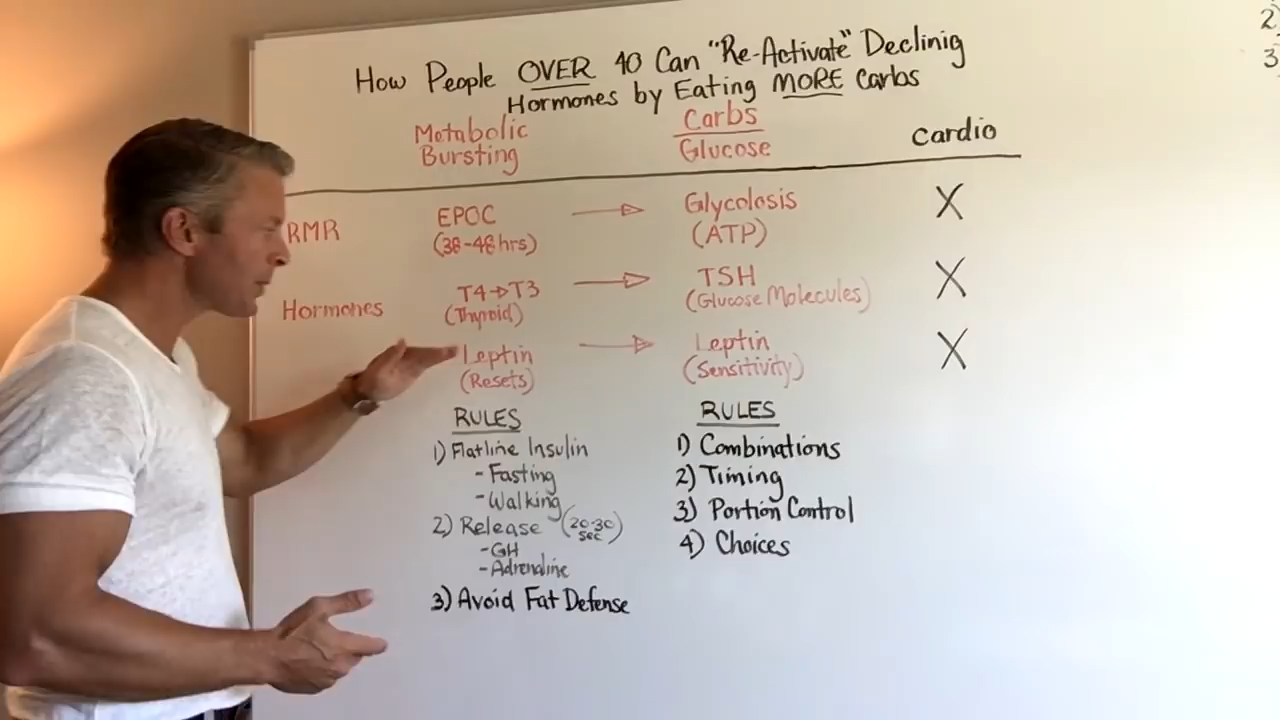 How People OVER 40 Can "Re-Activate" Declinig
Hormones by Eating MORE Carbs
Metabolic
Bursting
Carbs
Glucose
Cardio
RMR
EPOC
(38-48 hrs)
Glycolosis
(ATP)
X
Hormones
T4→T3
(Thyroid)
TSH
(Glucose Molecules)
X
Leptin
(Resets)
Leptin
(Sensitivity)
X
RULES
1) Flatline Insulin
- Fasting
- Walking
2) Release (20-30 sec)
- GH
- Adrenaline
3) Avoid Fat Defense
RULES
1) Combinations
2) Timing
3) Portion Control
4) Choices
2)
3